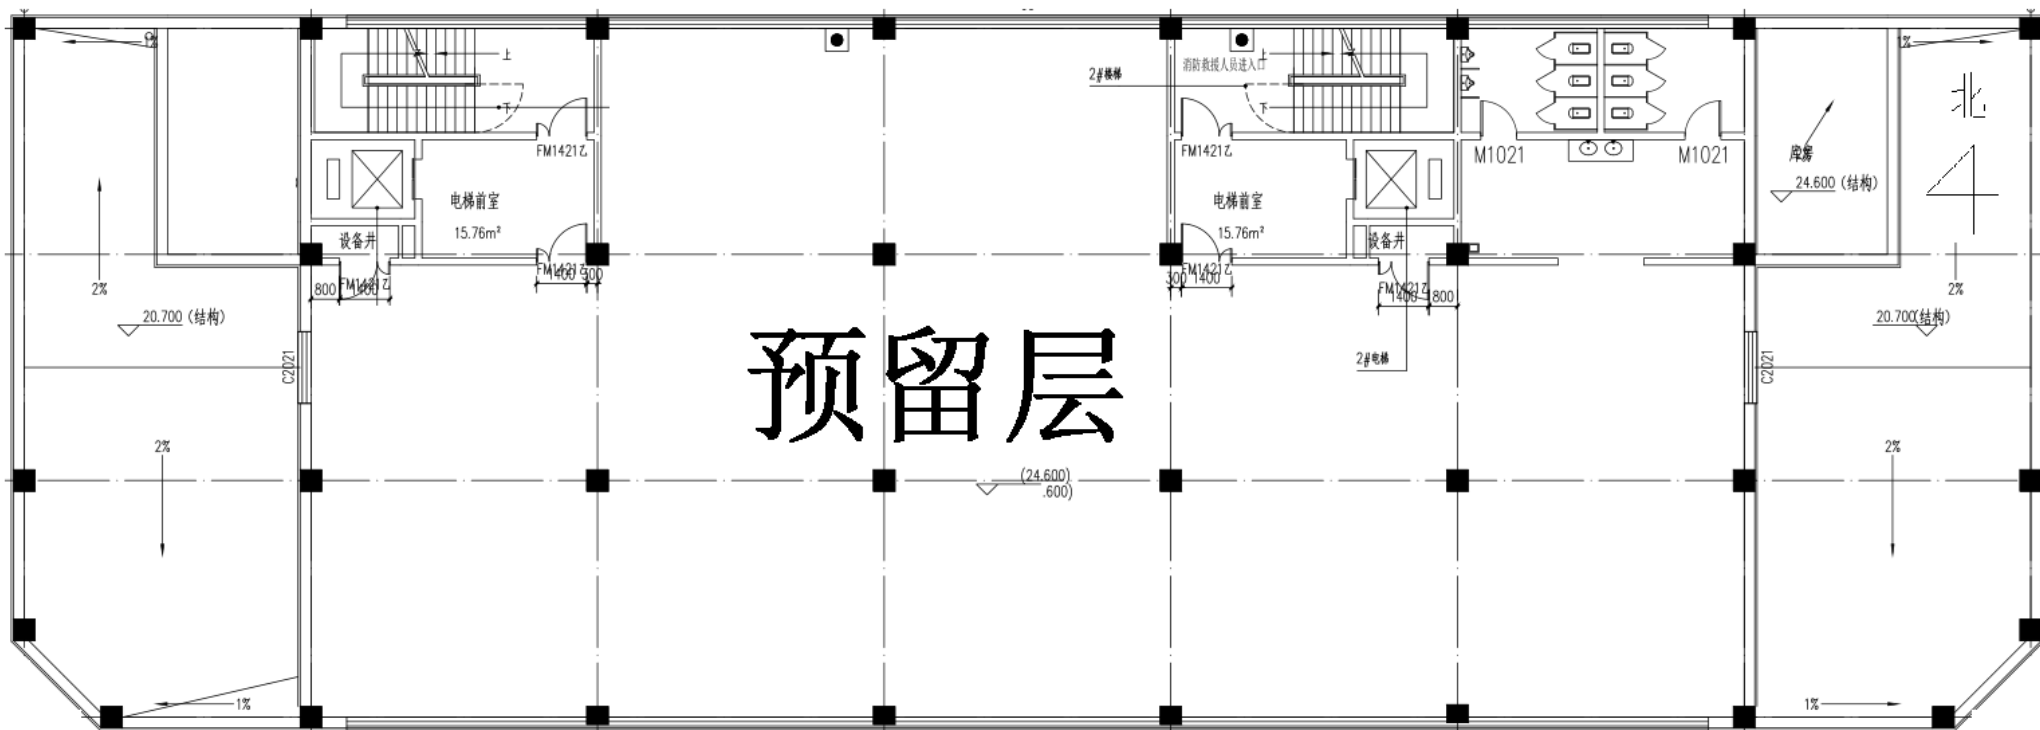 1%
上
下
2#楼梯
消防救援人员进入口
上
下
1%
北
FM1421乙
FM1421乙
M1021
M1021
库房
24.600 (结构)
电梯前室
15.76m²
电梯前室
15.76m²
设备井
设备井
FM1421乙
FM1421乙
FM1421乙
FM1421乙
1400
300
300
1400
800
1400
1400
800
2%
2%
20.700 (结构)
20.700(结构)
C2021
C2021
预留层
2#电梯
2%
2%
(24.600)
.600)
1%
1%